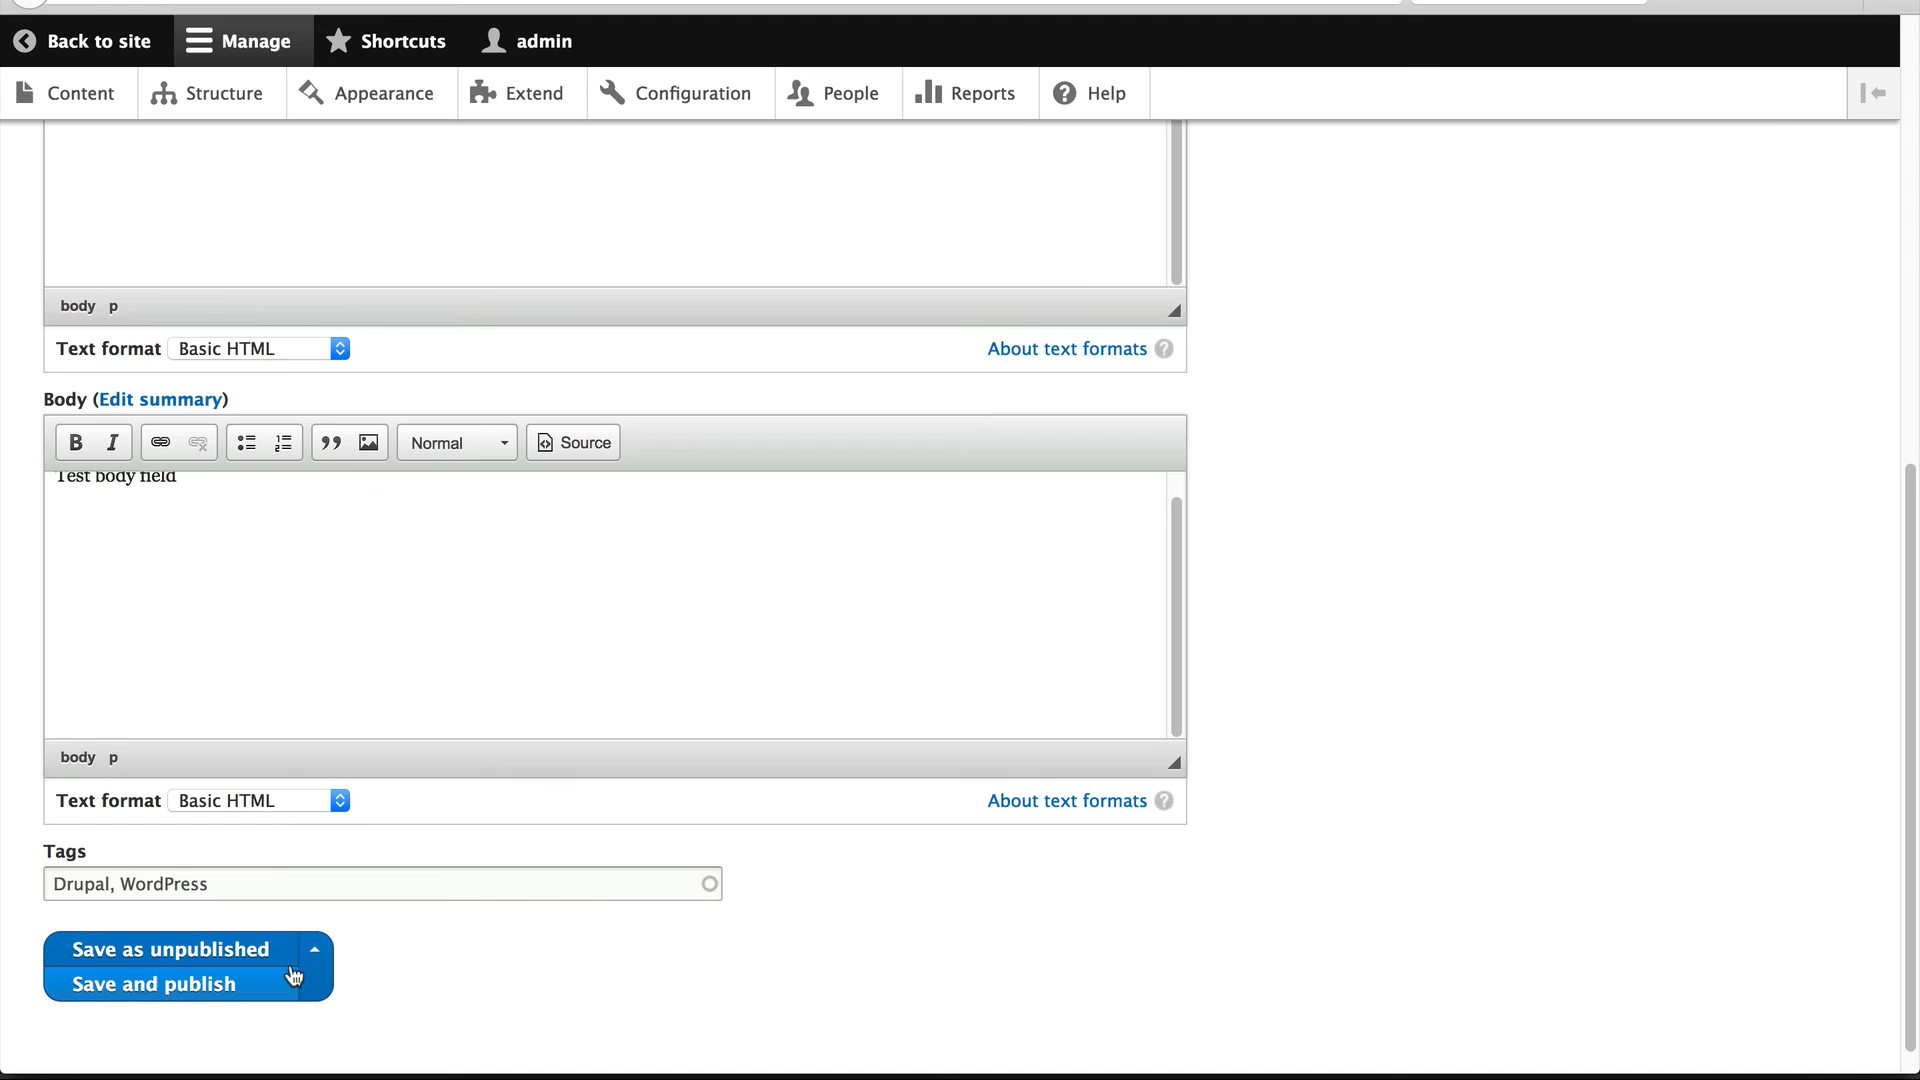 Back to site Manage Shortcuts admin
Content Structure Appearance Extend Configuration People Reports Help
body p
Text format Basic HTML About text formats ?
Body (Edit summary)
B I Normal Source
Test body field
body p
Text format Basic HTML About text formats ?
Tags
Drupal, WordPress
Save as unpublished
Save and publish